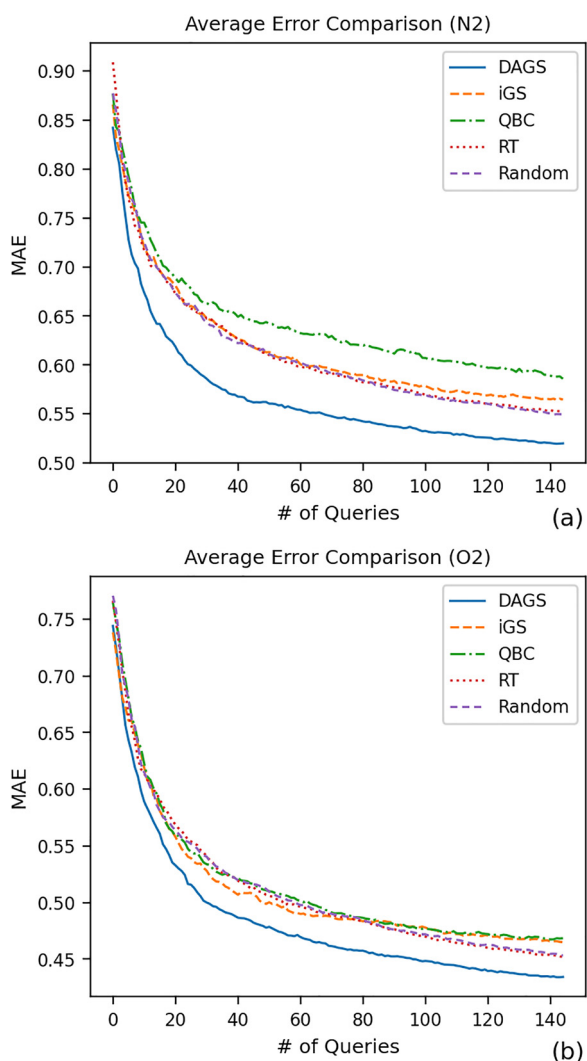 Average Error Comparison (N2)
MAE
0.90
0.85
0.80
0.75
0.70
0.65
0.60
0.55
0.50
DAGS
iGS
QBC
RT
Random
0 20 40 60 80 100 120 140
# of Queries
(a)
Average Error Comparison (O2)
MAE
0.75
0.70
0.65
0.60
0.55
0.50
0.45
DAGS
iGS
QBC
RT
Random
0 20 40 60 80 100 120 140
# of Queries
(b)